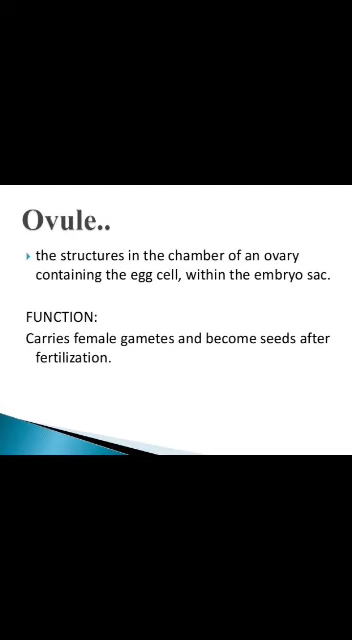 Ovule..
the structures in the chamber of an ovary
containing the egg cell, within the embryo sac.
FUNCTION:
Carries female gametes and become seeds after
fertilization.